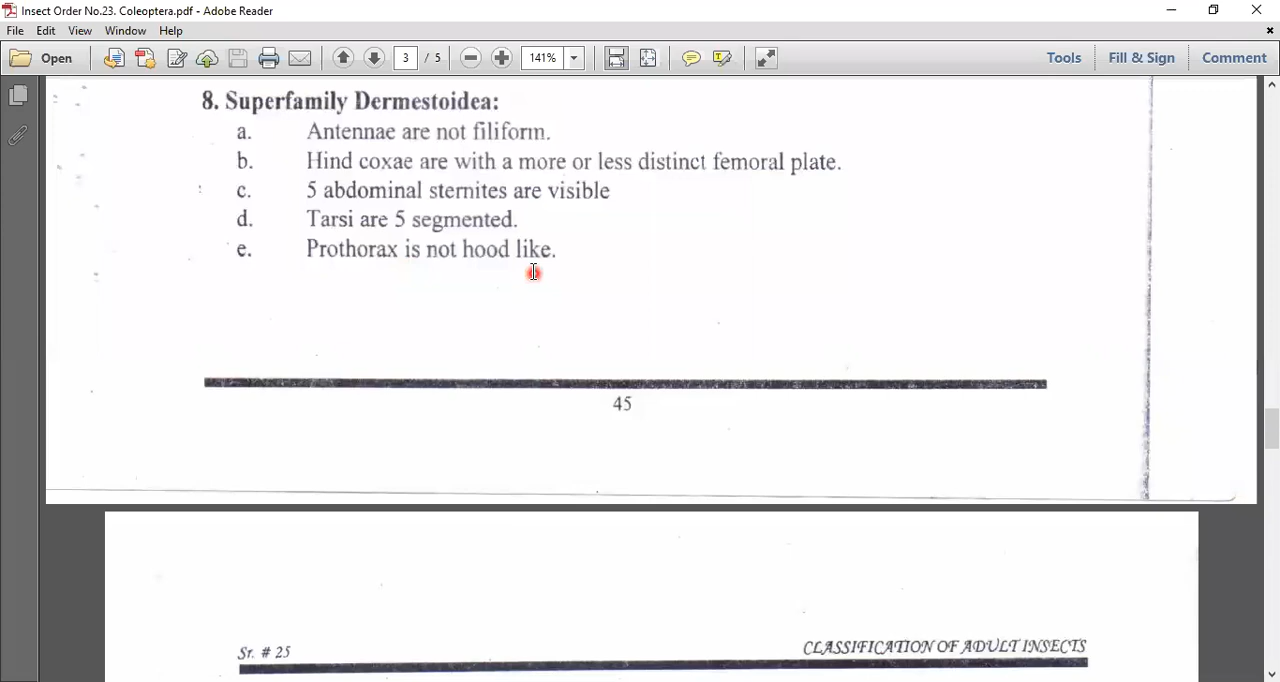 Insect Order No.23. Coleoptera.pdf - Adobe Reader
File Edit View Window Help
Open 3 / 5 141% Tools Fill & Sign Comment
8. Superfamily Dermestoidea:
a. Antennae are not filiform.
b. Hind coxae are with a more or less distinct femoral plate.
c. 5 abdominal sternites are visible
d. Tarsi are 5 segmented.
e. Prothorax is not hood like.
45
Sr. # 25 CLASSIFICATION OF ADULT INSECTS